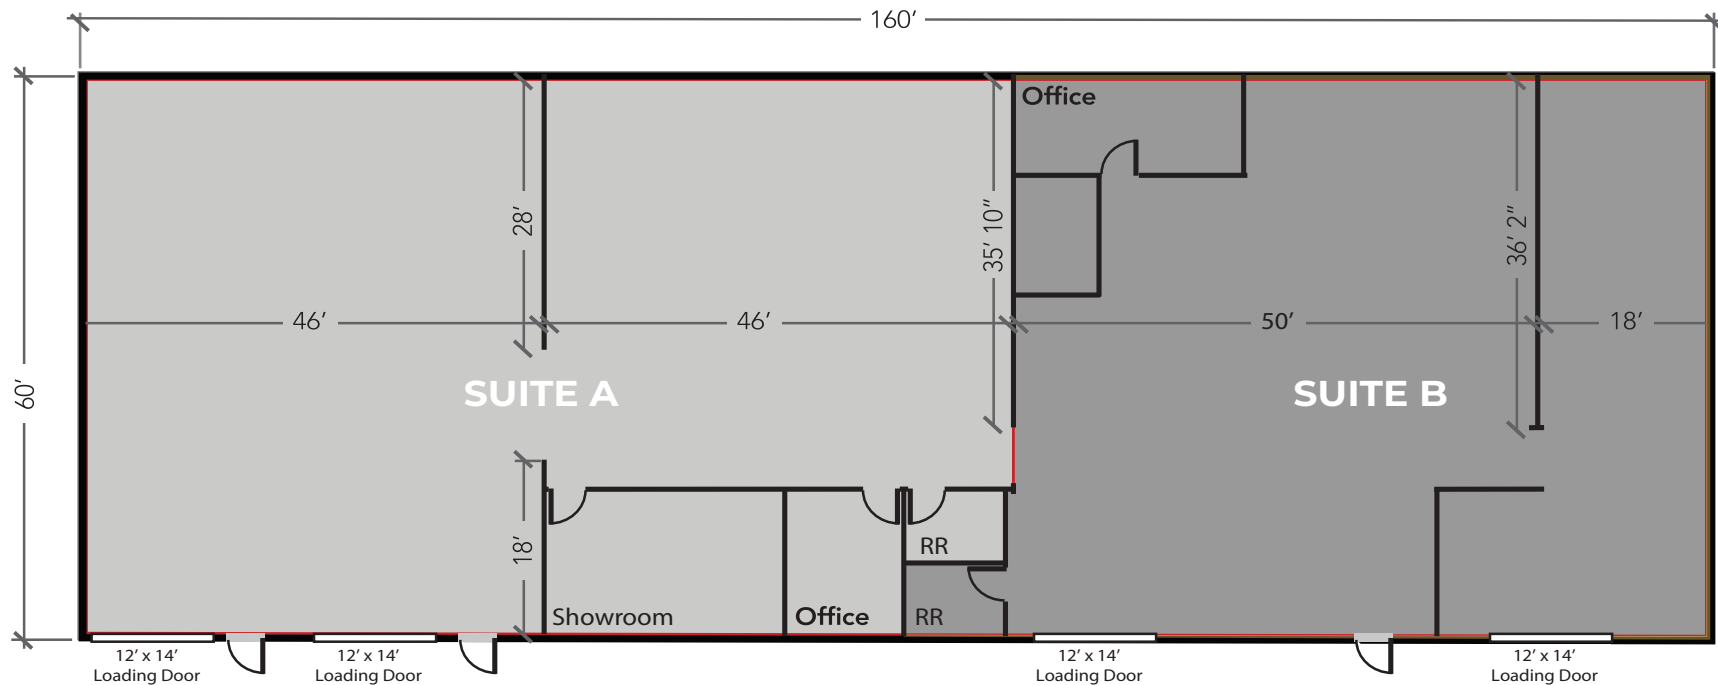 160’
Office
28’
35’ 10”
36’ 2”
46’
46’
50’
18’
60’
SUITE A
SUITE B
18’
RR
Showroom
Office
RR
12’ x 14’
Loading Door
12’ x 14’
Loading Door
12’ x 14’
Loading Door
12’ x 14’
Loading Door